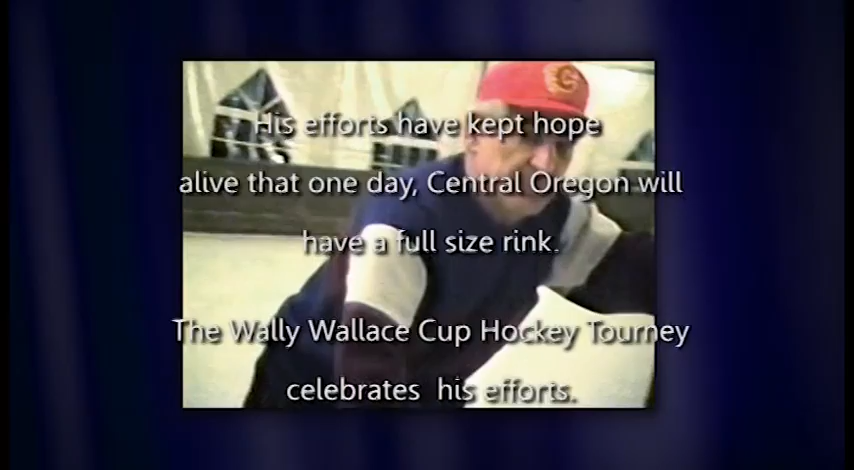 His efforts have kept hope
alive that one day, Central Oregon will
have a full size rink.
The Wally Wallace Cup Hockey Tourney
celebrates his efforts.